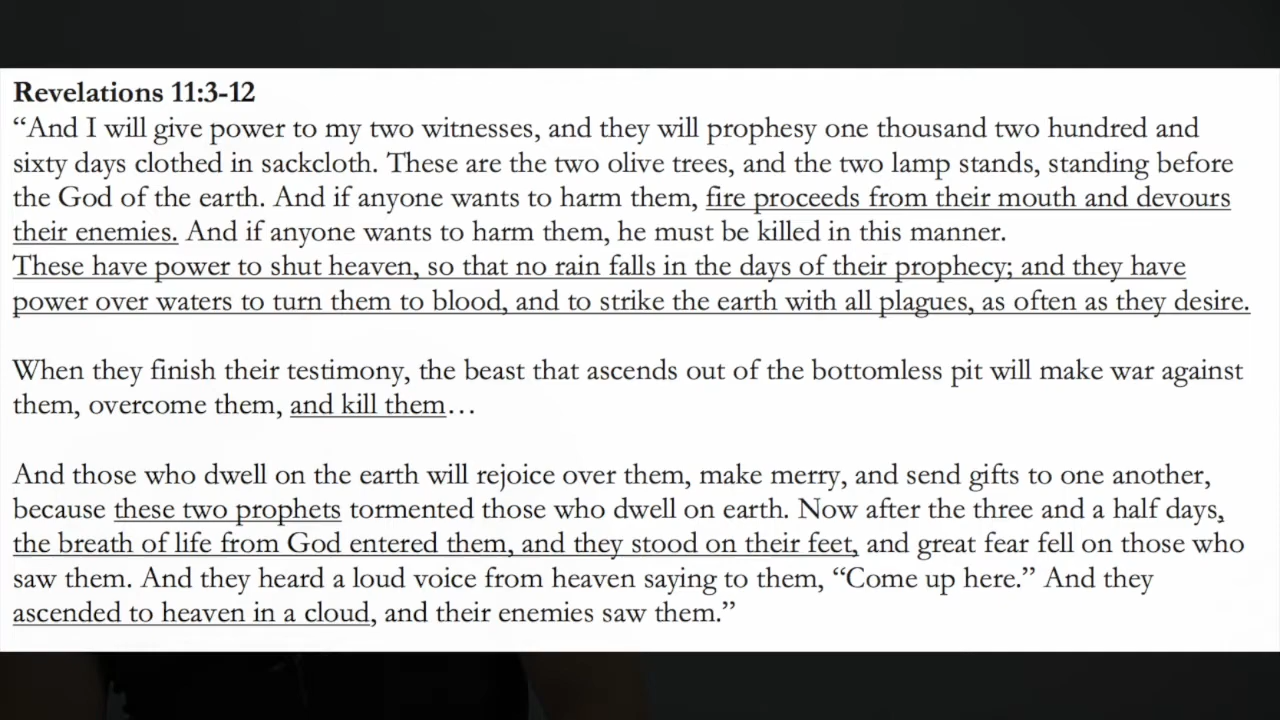 Revelations 11:3-12
“And I will give power to my two witnesses, and they will prophesy one thousand two hundred and
sixty days clothed in sackcloth. These are the two olive trees, and the two lamp stands, standing before
the God of the earth. And if anyone wants to harm them, fire proceeds from their mouth and devours
their enemies. And if anyone wants to harm them, he must be killed in this manner.
These have power to shut heaven, so that no rain falls in the days of their prophecy; and they have
power over waters to turn them to blood, and to strike the earth with all plagues, as often as they desire.
When they finish their testimony, the beast that ascends out of the bottomless pit will make war against
them, overcome them, and kill them…
And those who dwell on the earth will rejoice over them, make merry, and send gifts to one another,
because these two prophets tormented those who dwell on earth. Now after the three and a half days,
the breath of life from God entered them, and they stood on their feet, and great fear fell on those who
saw them. And they heard a loud voice from heaven saying to them, “Come up here.” And they
ascended to heaven in a cloud, and their enemies saw them.”